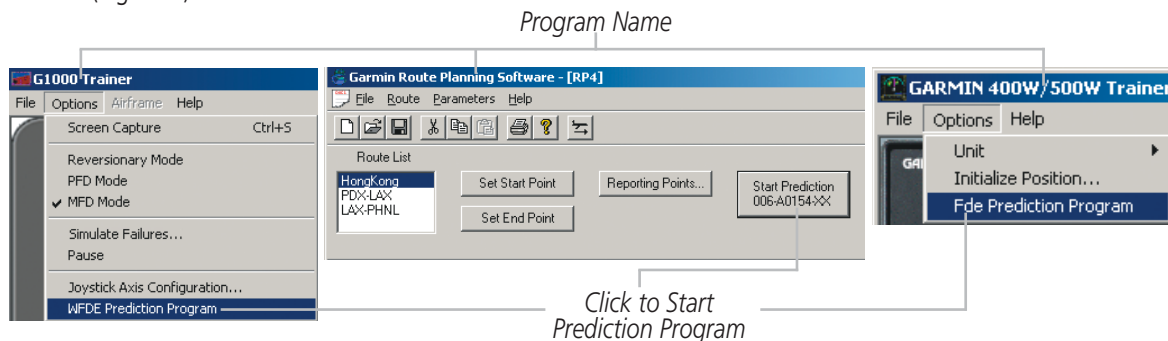 Program Name
G1000 Trainer
File Options Airframe Help
Screen Capture Ctrl+S
Reversionary Mode
PFD Mode
MFD Mode
Simulate Failures...
Pause
Joystick Axis Configuration...
WFDE Prediction Program
Garmin Route Planning Software - [RP4]
File Route Parameters Help
Route List
HongKong
PDX-LAX
LAX-PHNL
Set Start Point
Set End Point
Reporting Points...
Start Prediction
006-A0154-XX
GARMIN 400W/500W Trainer
File Options Help
Unit
Initialize Position...
Fde Prediction Program
Click to Start
Prediction Program